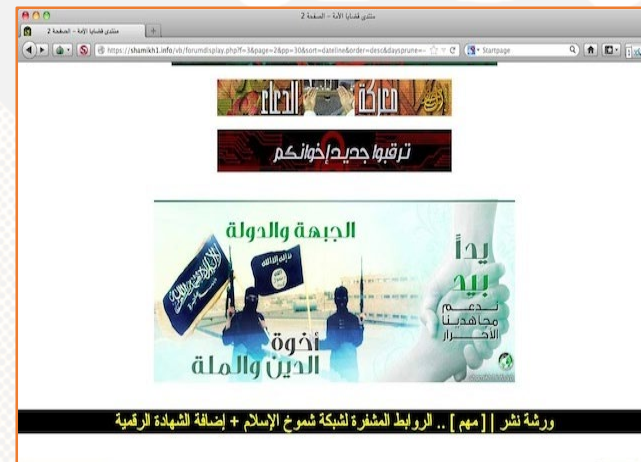 منتدى قضايا الأمة - الصفحة 2
منتدى قضايا الأمة - الصفحة 2
https://shamikh1.info/vb/forumdisplay.php?f=3&page=2&pp=30&sort=dateline&order=desc&daysprune=-
Startpage
معركة الدعاء
ترقبوا جديد إخوانكم
الجبهة والدولة
يداً
بيد
ندعم
مجاهدينا
الأحرار
أخوة
الدين والملة
ورشة نشر | [ مهم ] .. الروابط المشفرة لشبكة شموخ الإسلام + إضافة الشهادة الرقمية